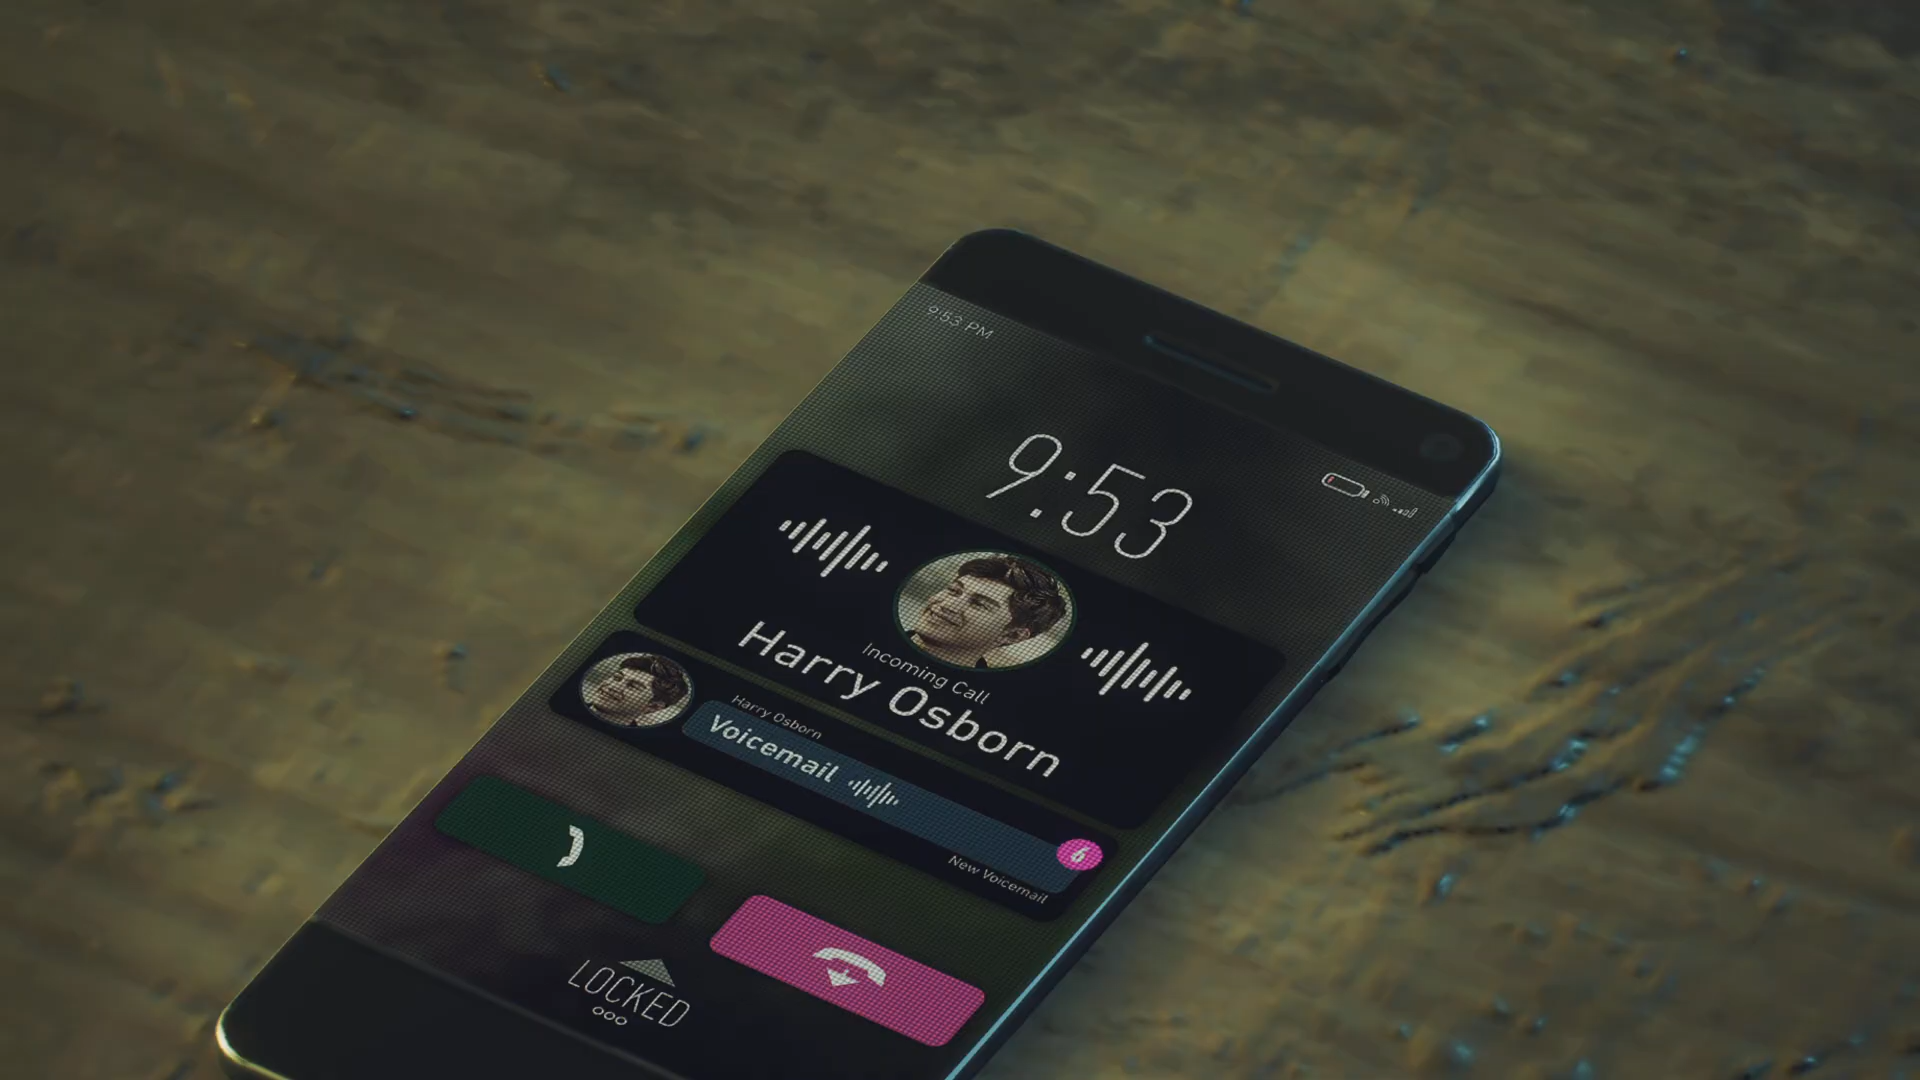 9:53 PM
9:53
Incoming Call
Harry Osborn
Harry Osborn
Voicemail
6
New Voicemail
LOCKED